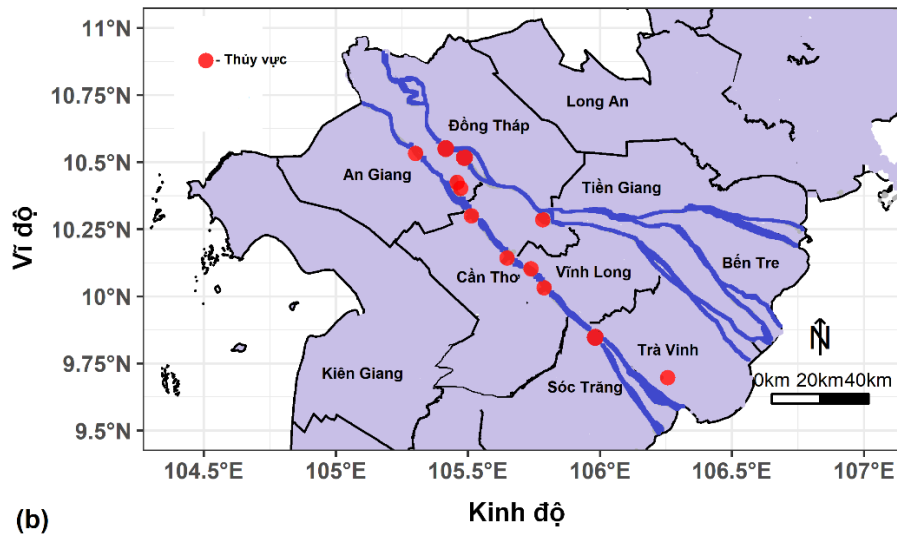 11°N
- Thủy vực
10.75°N
Long An
Đồng Tháp
10.5°N
An Giang
Tiền Giang
10.25°N
Bến Tre
Cần Thơ
Vĩnh Long
10°N
N
9.75°N
Trà Vinh
Kiên Giang
Sóc Trăng
0km 20km 40km
9.5°N
Vĩ độ
104.5°E 105°E 105.5°E 106°E 106.5°E 107°E
Kinh độ
(b)